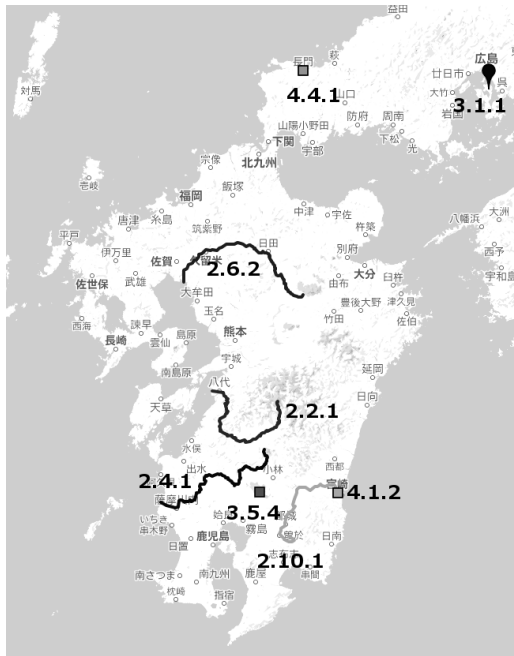 益田
萩
長門
広島
廿日市
呉
対馬
4.4.1
山口
大竹
3.1.1
岩国
防府
周南
山陽小野田
下松
光
下関
宇部
宗像
北九州
壱岐
福岡
飯塚
唐津
糸島
筑紫野
中津
宇佐
杵築
八幡浜
大洲
平戸
伊万里
佐賀
久留米
日田
別府
西予
佐世保
武雄
2.6.2
大分
臼杵
宇和島
大牟田
由布
豊後大野
津久見
西海
諫早
玉名
竹田
佐伯
長崎
雲仙
島原
熊本
南島原
宇城
延岡
八代
天草
2.2.1
日向
水俣
出水
小林
西都
2.4.1
宮崎
4.1.2
薩摩川内
3.5.4
いちき
串木野
姶良
霧島
都城
鹿児島
曽於
日南
日置
志布志
2.10.1
南さつま
南九州
鹿屋
串間
枕崎
指宿